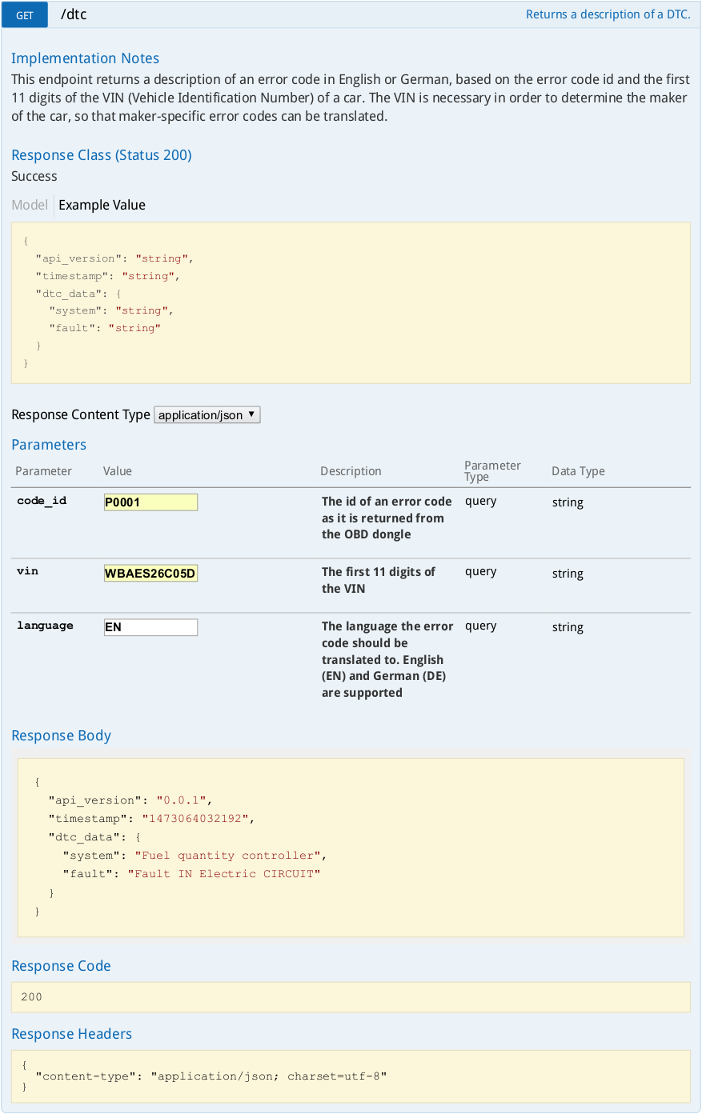 GET /dtc Returns a description of a DTC.
Implementation Notes
This endpoint returns a description of an error code in English or German, based on the error code id and the first
11 digits of the VIN (Vehicle Identification Number) of a car. The VIN is necessary in order to determine the maker
of the car, so that maker-specific error codes can be translated.
Response Class (Status 200)
Success
Model Example Value
{
"api_version": "string",
"timestamp": "string",
"dtc_data": {
"system": "string",
"fault": "string"
}
}
Response Content Type application/json ▼
Parameters
Parameter Value Description Parameter Type Data Type
code_id P0001 The id of an error code query string
as it is returned from
the OBD dongle
vin WBAES26C05D The first 11 digits of query string
the VIN
language EN The language the error query string
code should be
translated to. English
(EN) and German (DE)
are supported
Response Body
{
"api_version": "0.0.1",
"timestamp": "1473064032192",
"dtc_data": {
"system": "Fuel quantity controller",
"fault": "Fault IN Electric CIRCUIT"
}
}
Response Code
200
Response Headers
{
"content-type": "application/json; charset=utf-8"
}